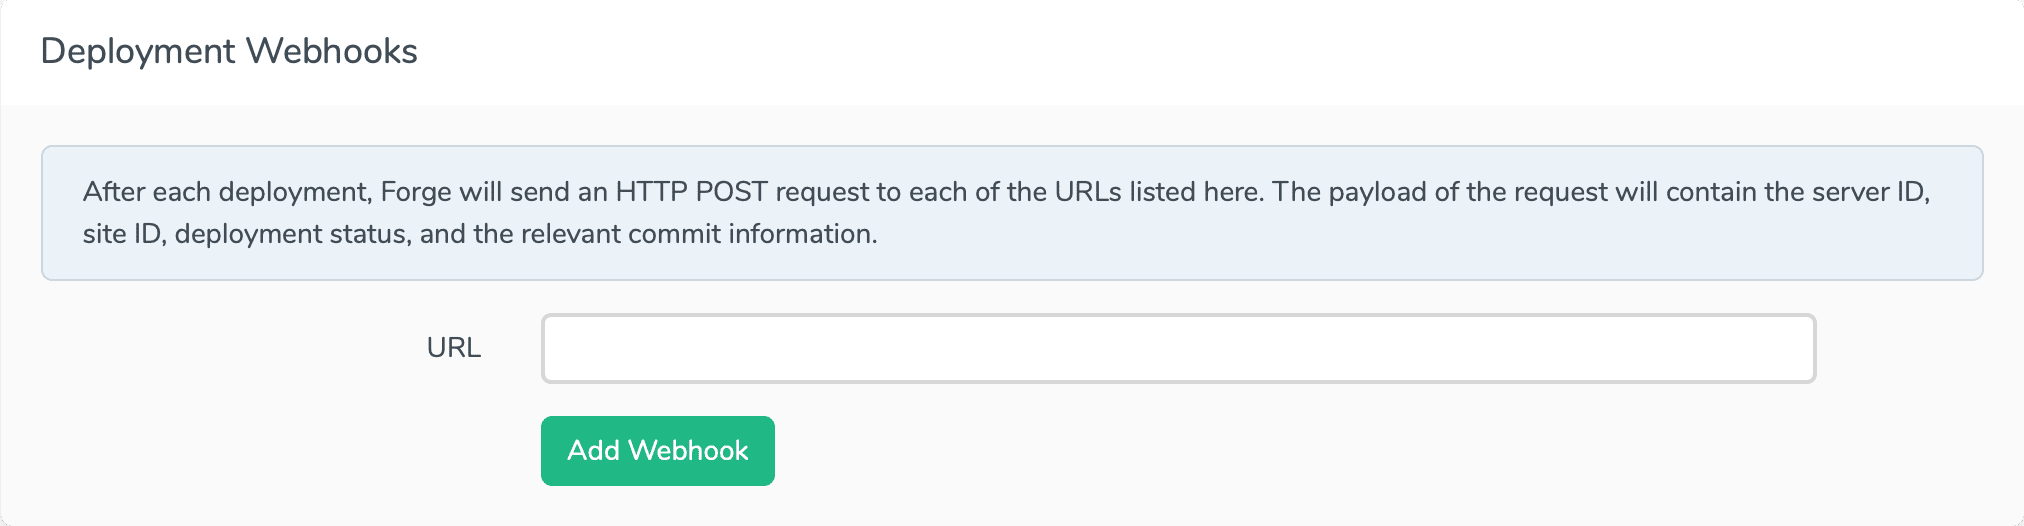 Deployment Webhooks
After each deployment, Forge will send an HTTP POST request to each of the URLs listed here. The payload of the request will contain the server ID,
site ID, deployment status, and the relevant commit information.
URL
Add Webhook